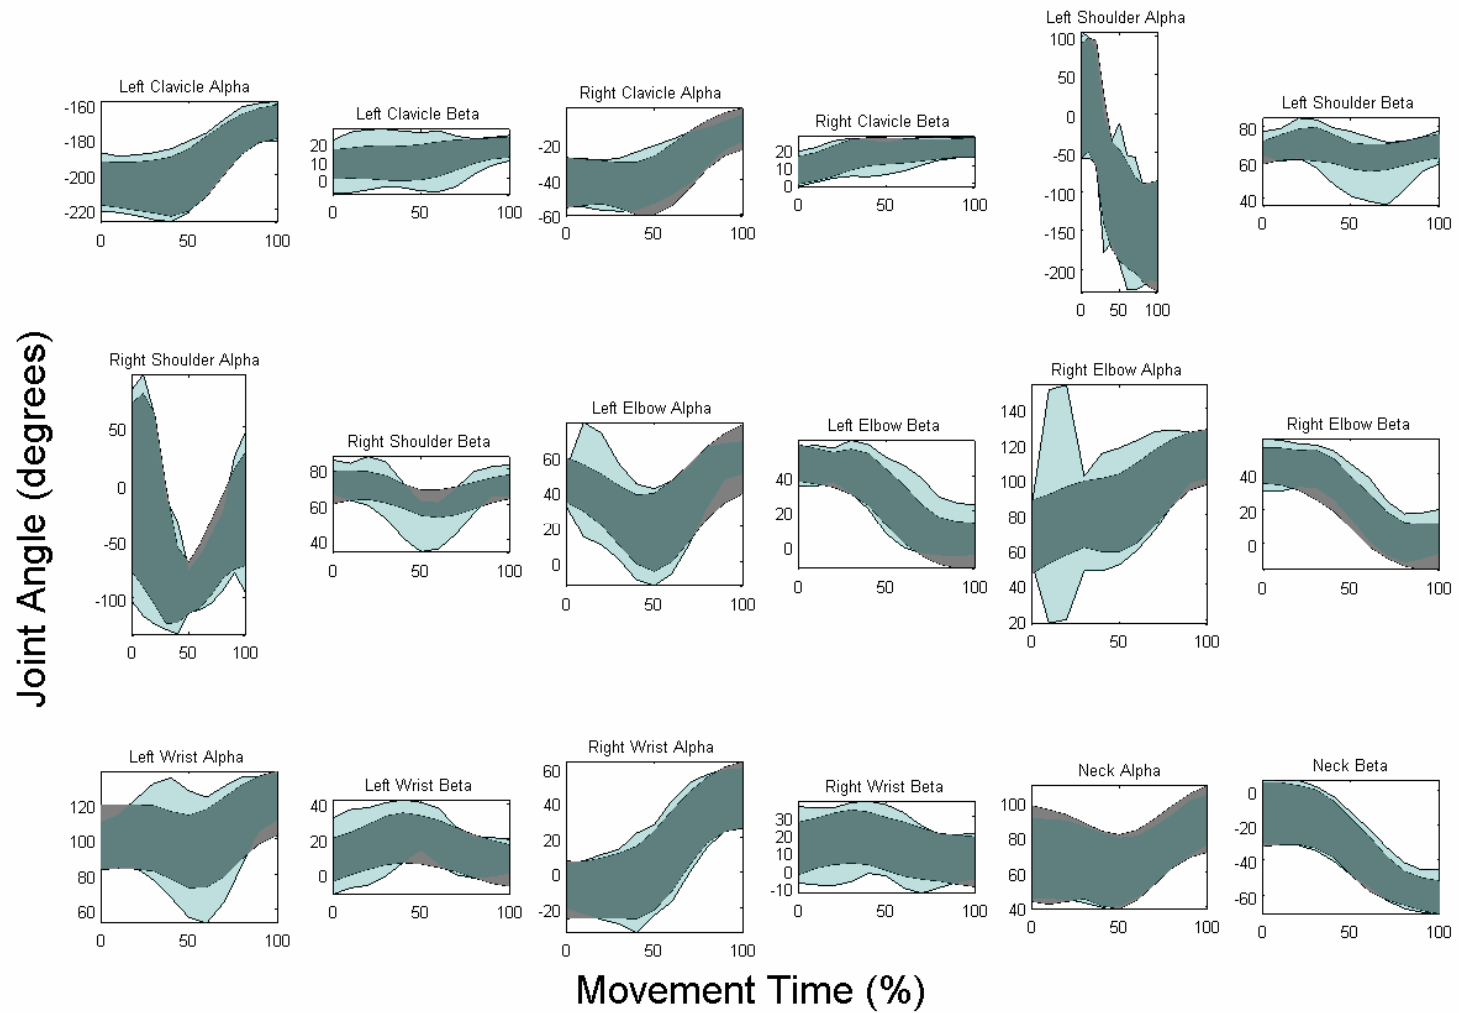 Left Shoulder Alpha
100
50
0
-50
-100
-150
-200
0 50 100
Left Clavicle Alpha
-160
-180
-200
-220
0 50 100
Left Clavicle Beta
20
10
0
0 50 100
Right Clavicle Alpha
-20
-40
-60
0 50 100
Right Clavicle Beta
20
10
0
0 50 100
Left Shoulder Beta
80
60
40
0 50 100
Joint Angle (degrees)
Right Shoulder Alpha
50
0
-50
-100
0 50 100
Right Shoulder Beta
80
60
40
0 50 100
Left Elbow Alpha
60
40
20
0
0 50 100
Left Elbow Beta
40
20
0
0 50 100
Right Elbow Alpha
140
120
100
80
60
40
20
0 50 100
Right Elbow Beta
40
20
0
0 50 100
Left Wrist Alpha
120
100
80
60
0 50 100
Left Wrist Beta
40
20
0
0 50 100
Right Wrist Alpha
60
40
20
0
-20
0 50 100
Right Wrist Beta
30
20
10
0
-10
0 50 100
Neck Alpha
100
80
60
40
0 50 100
Neck Beta
0
-20
-40
-60
0 50 100
Movement Time (%)